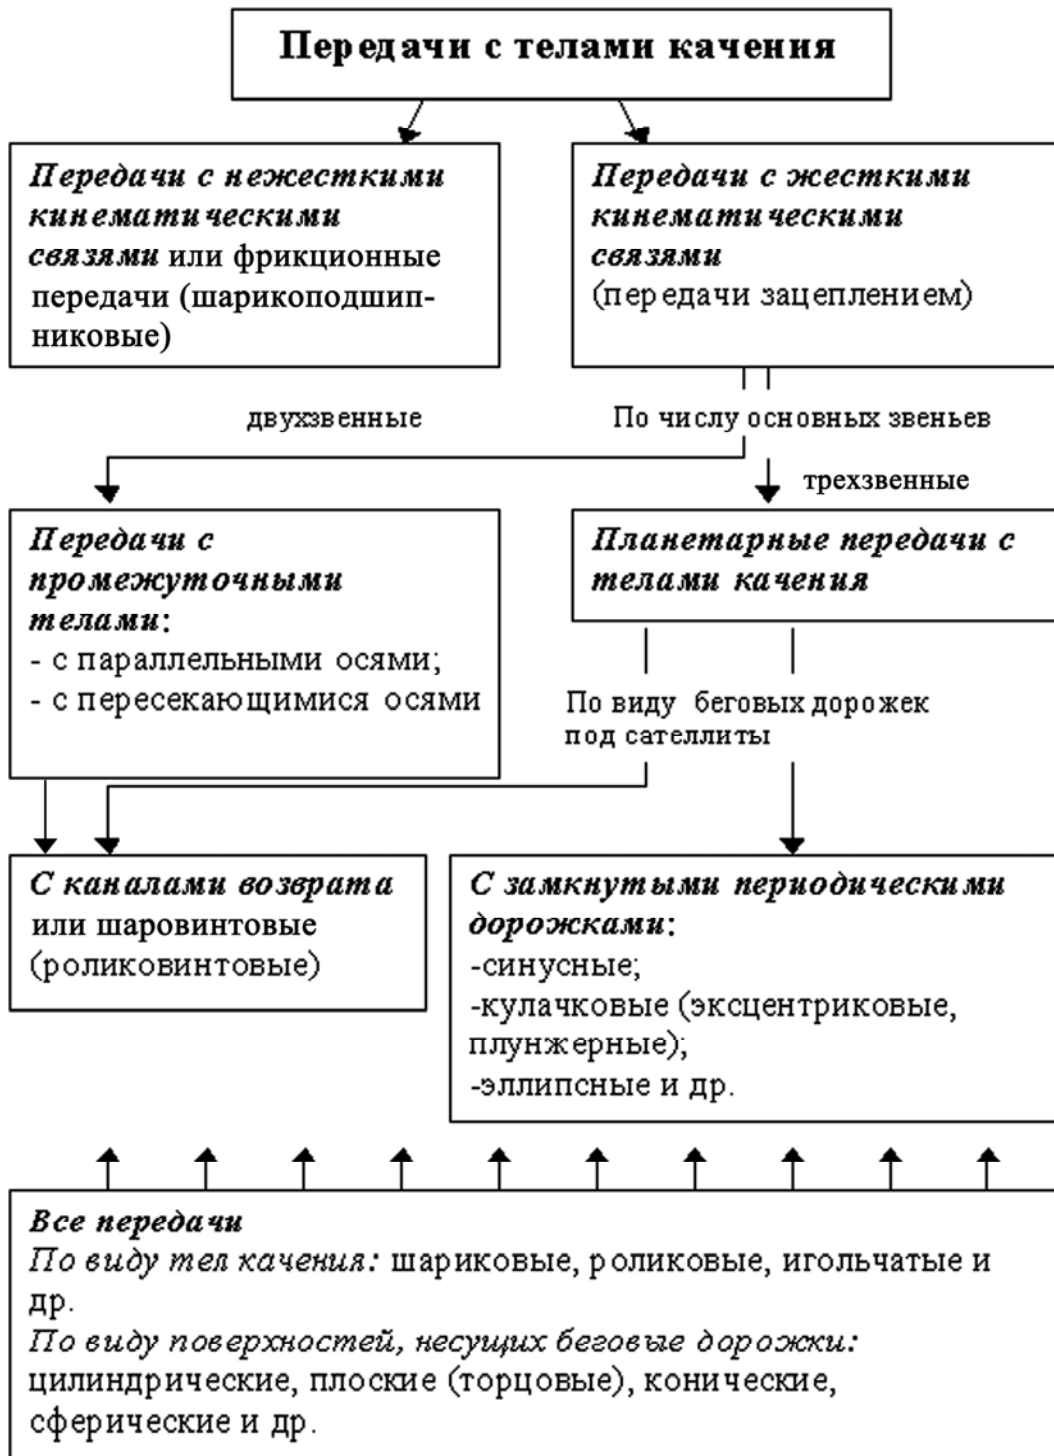 Передачи с телами качения
Передачи с нежесткими
кинематическими
связями или фрикционные
передачи (шарикоподшип-
никовые)
Передачи с жесткими
кинематическими
связями
(передачи зацеплением)
двухзвенные
По числу основных звеньев
трехзвенные
Передачи с
промежуточными
телами:
- с параллельными осями;
- с пересекающимися осями
Планетарные передачи с
телами качения
По виду беговых дорожек
под сателлиты
С каналами возврата
или шаровинтовые
(роликовинтовые)
С замкнутыми периодическими
дорожками:
-синусные;
-кулачковые (эксцентриковые,
плунжерные);
-эллипсные и др.
Все передачи
По виду тел качения: шариковые, роликовые, игольчатые и
др.
По виду поверхностей, несущих беговые дорожки:
цилиндрические, плоские (торцовые), конические,
сферические и др.